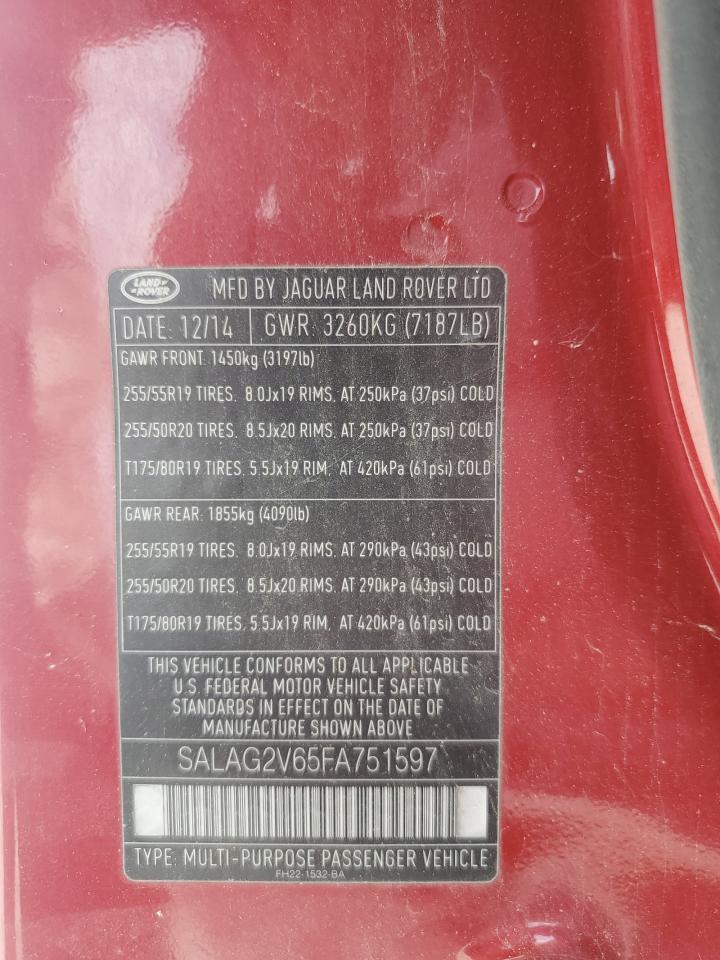 LAND ROVER MFD BY JAGUAR LAND ROVER LTD
DATE: 12/14 GWR: 3260KG (7187LB)
GAWR FRONT. 1450kg (3197lb)
255/55R19 TIRES. 8.0Jx19 RIMS. AT 250kPa (37psi) COLD
255/50R20 TIRES. 8.5Jx20 RIMS. AT 250kPa (37psi) COLD
T175/80R19 TIRES. 5.5Jx19 RIM. AT 420kPa (61psi) COLD
GAWR REAR. 1855kg (4090lb)
255/55R19 TIRES. 8.0Jx19 RIMS. AT 290kPa (43psi) COLD
255/50R20 TIRES. 8.5Jx20 RIMS. AT 290kPa (43psi) COLD
T175/80R19 TIRES. 5.5Jx19 RIM. AT 420kPa (61psi) COLD
THIS VEHICLE CONFORMS TO ALL APPLICABLE
U.S. FEDERAL MOTOR VEHICLE SAFETY
STANDARDS IN EFFECT ON THE DATE OF
MANUFACTURE SHOWN ABOVE
SALAG2V65FA751597
TYPE: MULTI-PURPOSE PASSENGER VEHICLE
FH22-1532-BA